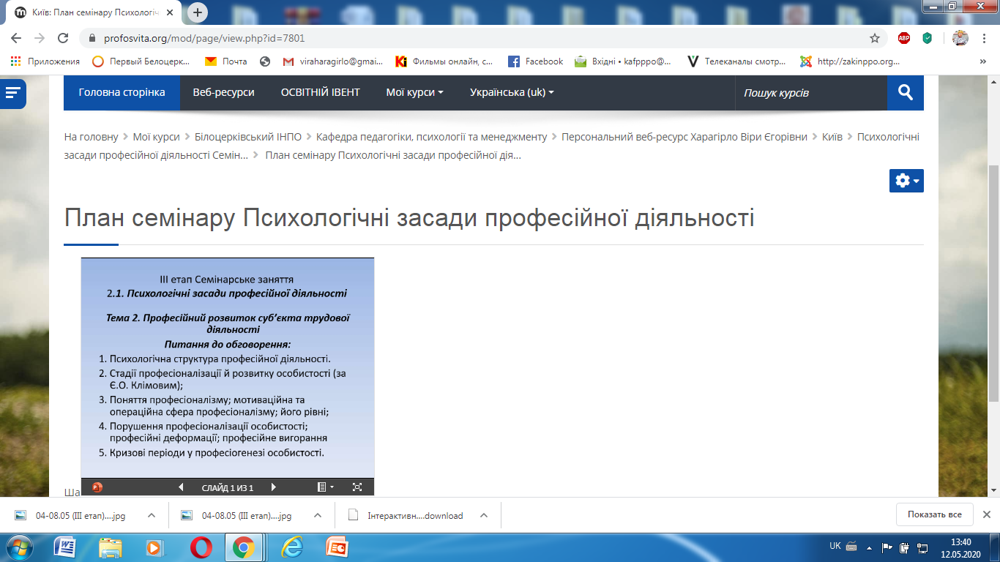 Київ: План семінару Психологіч
profosvita.org/mod/page/view.php?id=7801
ABP
Приложения
Первый Белоцерк...
Почта
viraharagirlo@gmai...
Фильмы онлайн, с...
Facebook
Вхідні • kafpppo@...
Телеканалы смотр...
http://zakinppo.org...
»
Головна сторінка
Веб-ресурси
ОСВІТНІЙ ІВЕНТ
Мої курси
Українська (uk)
Пошук курсів
На головну > Мої курси > Білоцерківський ІНПО > Кафедра педагогіки, психології та менеджменту > Персональний веб-ресурс Харагірло Віри Єгорівни > Київ > Психологічні
засади професійної діяльності Семін... > План семінару Психологічні засади професійної дія...
План семінару Психологічні засади професійної діяльності
ІІІ етап Семінарське заняття
2.1. Психологічні засади професійної діяльності
Тема 2. Професійний розвиток суб’єкта трудової
діяльності
Питання до обговорення:
1. Психологічна структура професійної діяльності.
2. Стадії професіоналізації й розвитку особистості (за
Є.О. Клімовим);
3. Поняття професіоналізму; мотиваційна та
операційна сфера професіоналізму; його рівні;
4. Порушення професіоналізації особистості;
професійні деформації; професійне вигорання
5. Кризові періоди у професіогенезі особистості.
СЛАЙД 1 ИЗ 1
Ша
04-08.05 (ІІІ етап)....jpg
04-08.05 (ІІІ етап)....jpg
Інтерактивн....download
Показать все
UK
13:40
12.05.2020